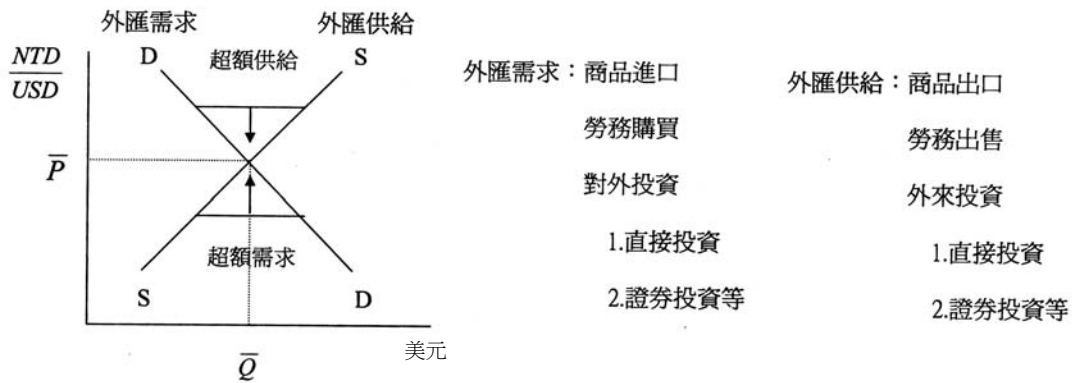 外匯需求
外匯供給
D
超額供給
S
NTD
USD
P̅
超額需求
S
D
Q̅
美元
外匯需求：商品進口
勞務購買
對外投資
1.直接投資
2.證券投資等
外匯供給：商品出口
勞務出售
外來投資
1.直接投資
2.證券投資等